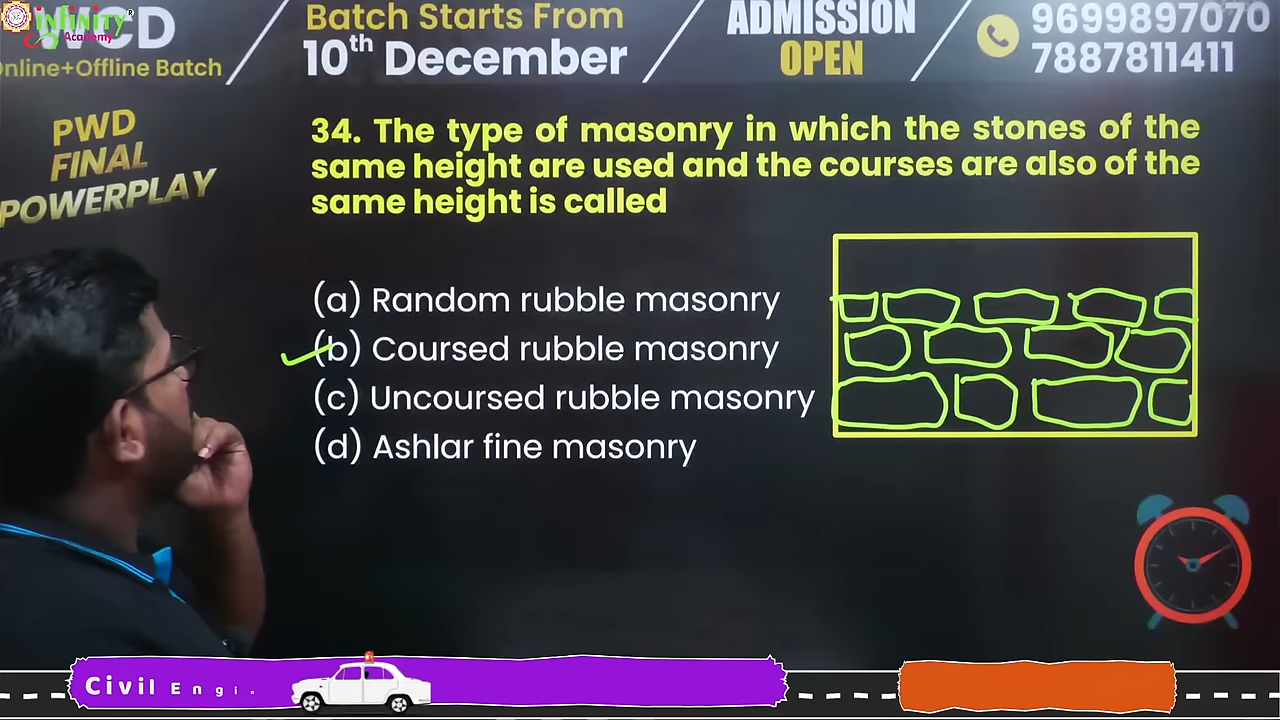 Infinity
Academy
®
CD
Online+Offline Batch
Batch Starts From
10th December
ADMISSION
OPEN
9699897070
7887811411
PWD
FINAL
POWERPLAY
34. The type of masonry in which the stones of the
same height are used and the courses are also of the
same height is called
(a) Random rubble masonry
(b) Coursed rubble masonry
(c) Uncoursed rubble masonry
(d) Ashlar fine masonry
Civil Engin